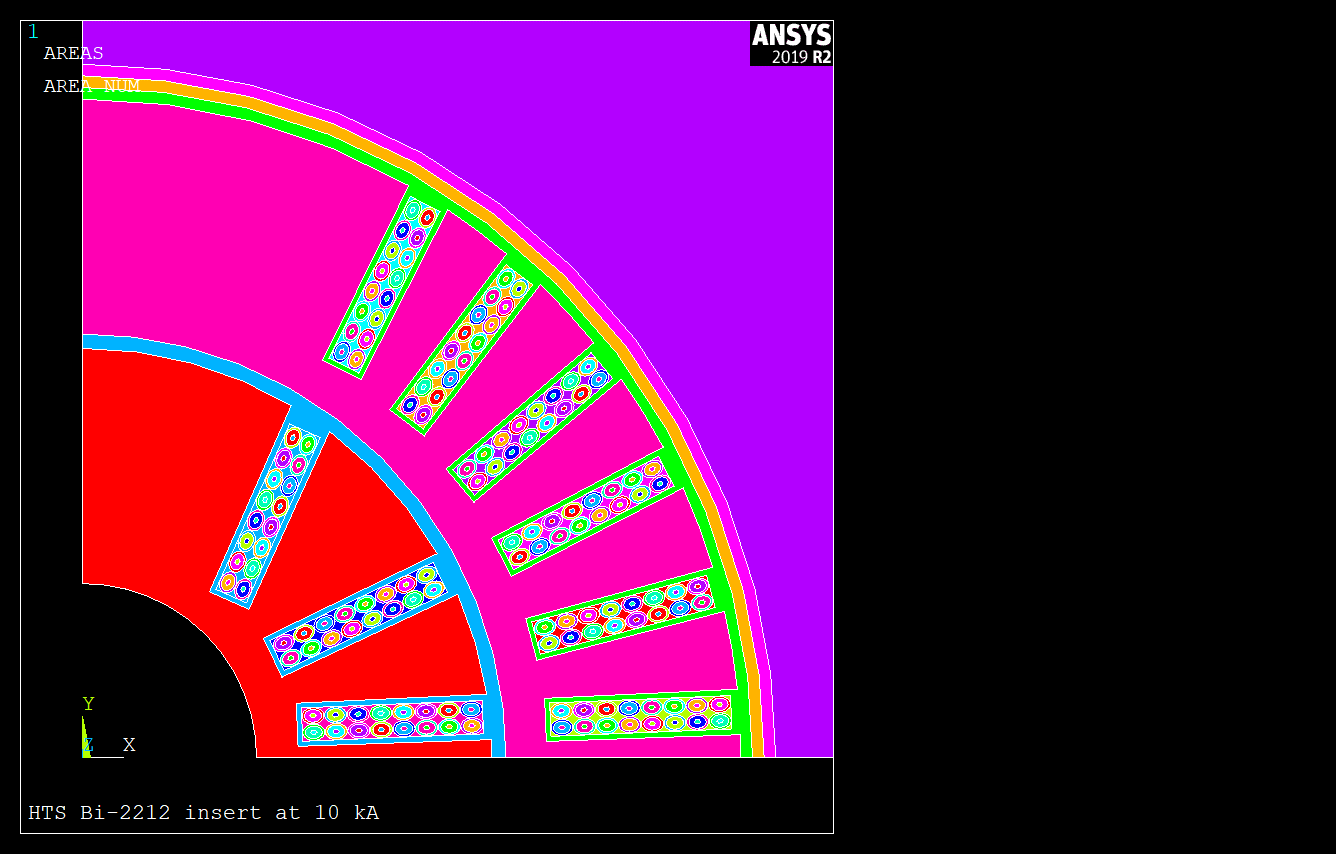 1
ANSYS
2019 R2
AREAS
AREA NUM
Y
Z
X
HTS Bi-2212 insert at 10 kA